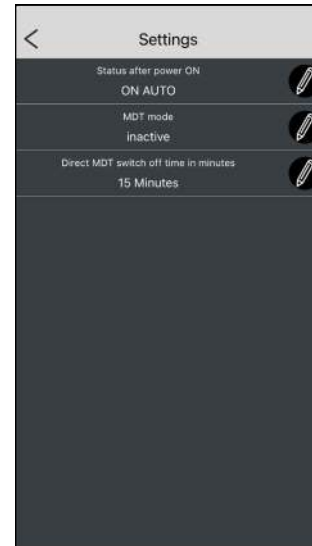 Settings
Status after power ON
ON AUTO
MDT mode
inactive
Direct MDT switch off time in minutes
15 Minutes